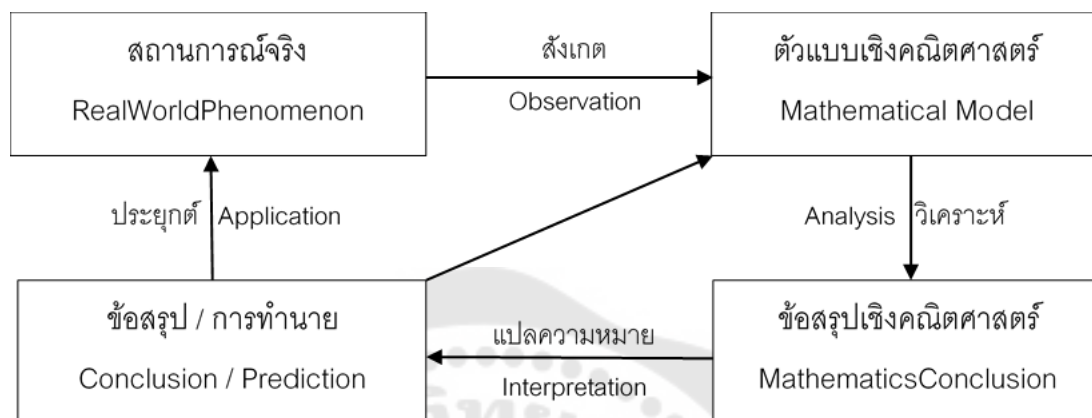 สถานการณ์จริง
RealWorldPhenomenon
สังเกต
Observation
ตัวแบบเชิงคณิตศาสตร์
Mathematical Model
ประยุกต์ Application
Analysis วิเคราะห์
ข้อสรุป / การทำนาย
Conclusion / Prediction
แปลความหมาย
Interpretation
ข้อสรุปเชิงคณิตศาสตร์
MathematicsConclusion